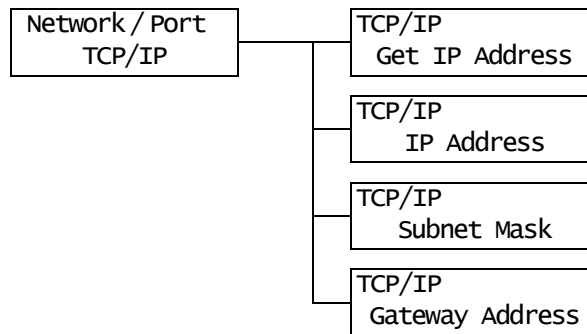 Network / Port
TCP/IP
TCP/IP
Get IP Address
TCP/IP
IP Address
TCP/IP
Subnet Mask
TCP/IP
Gateway Address